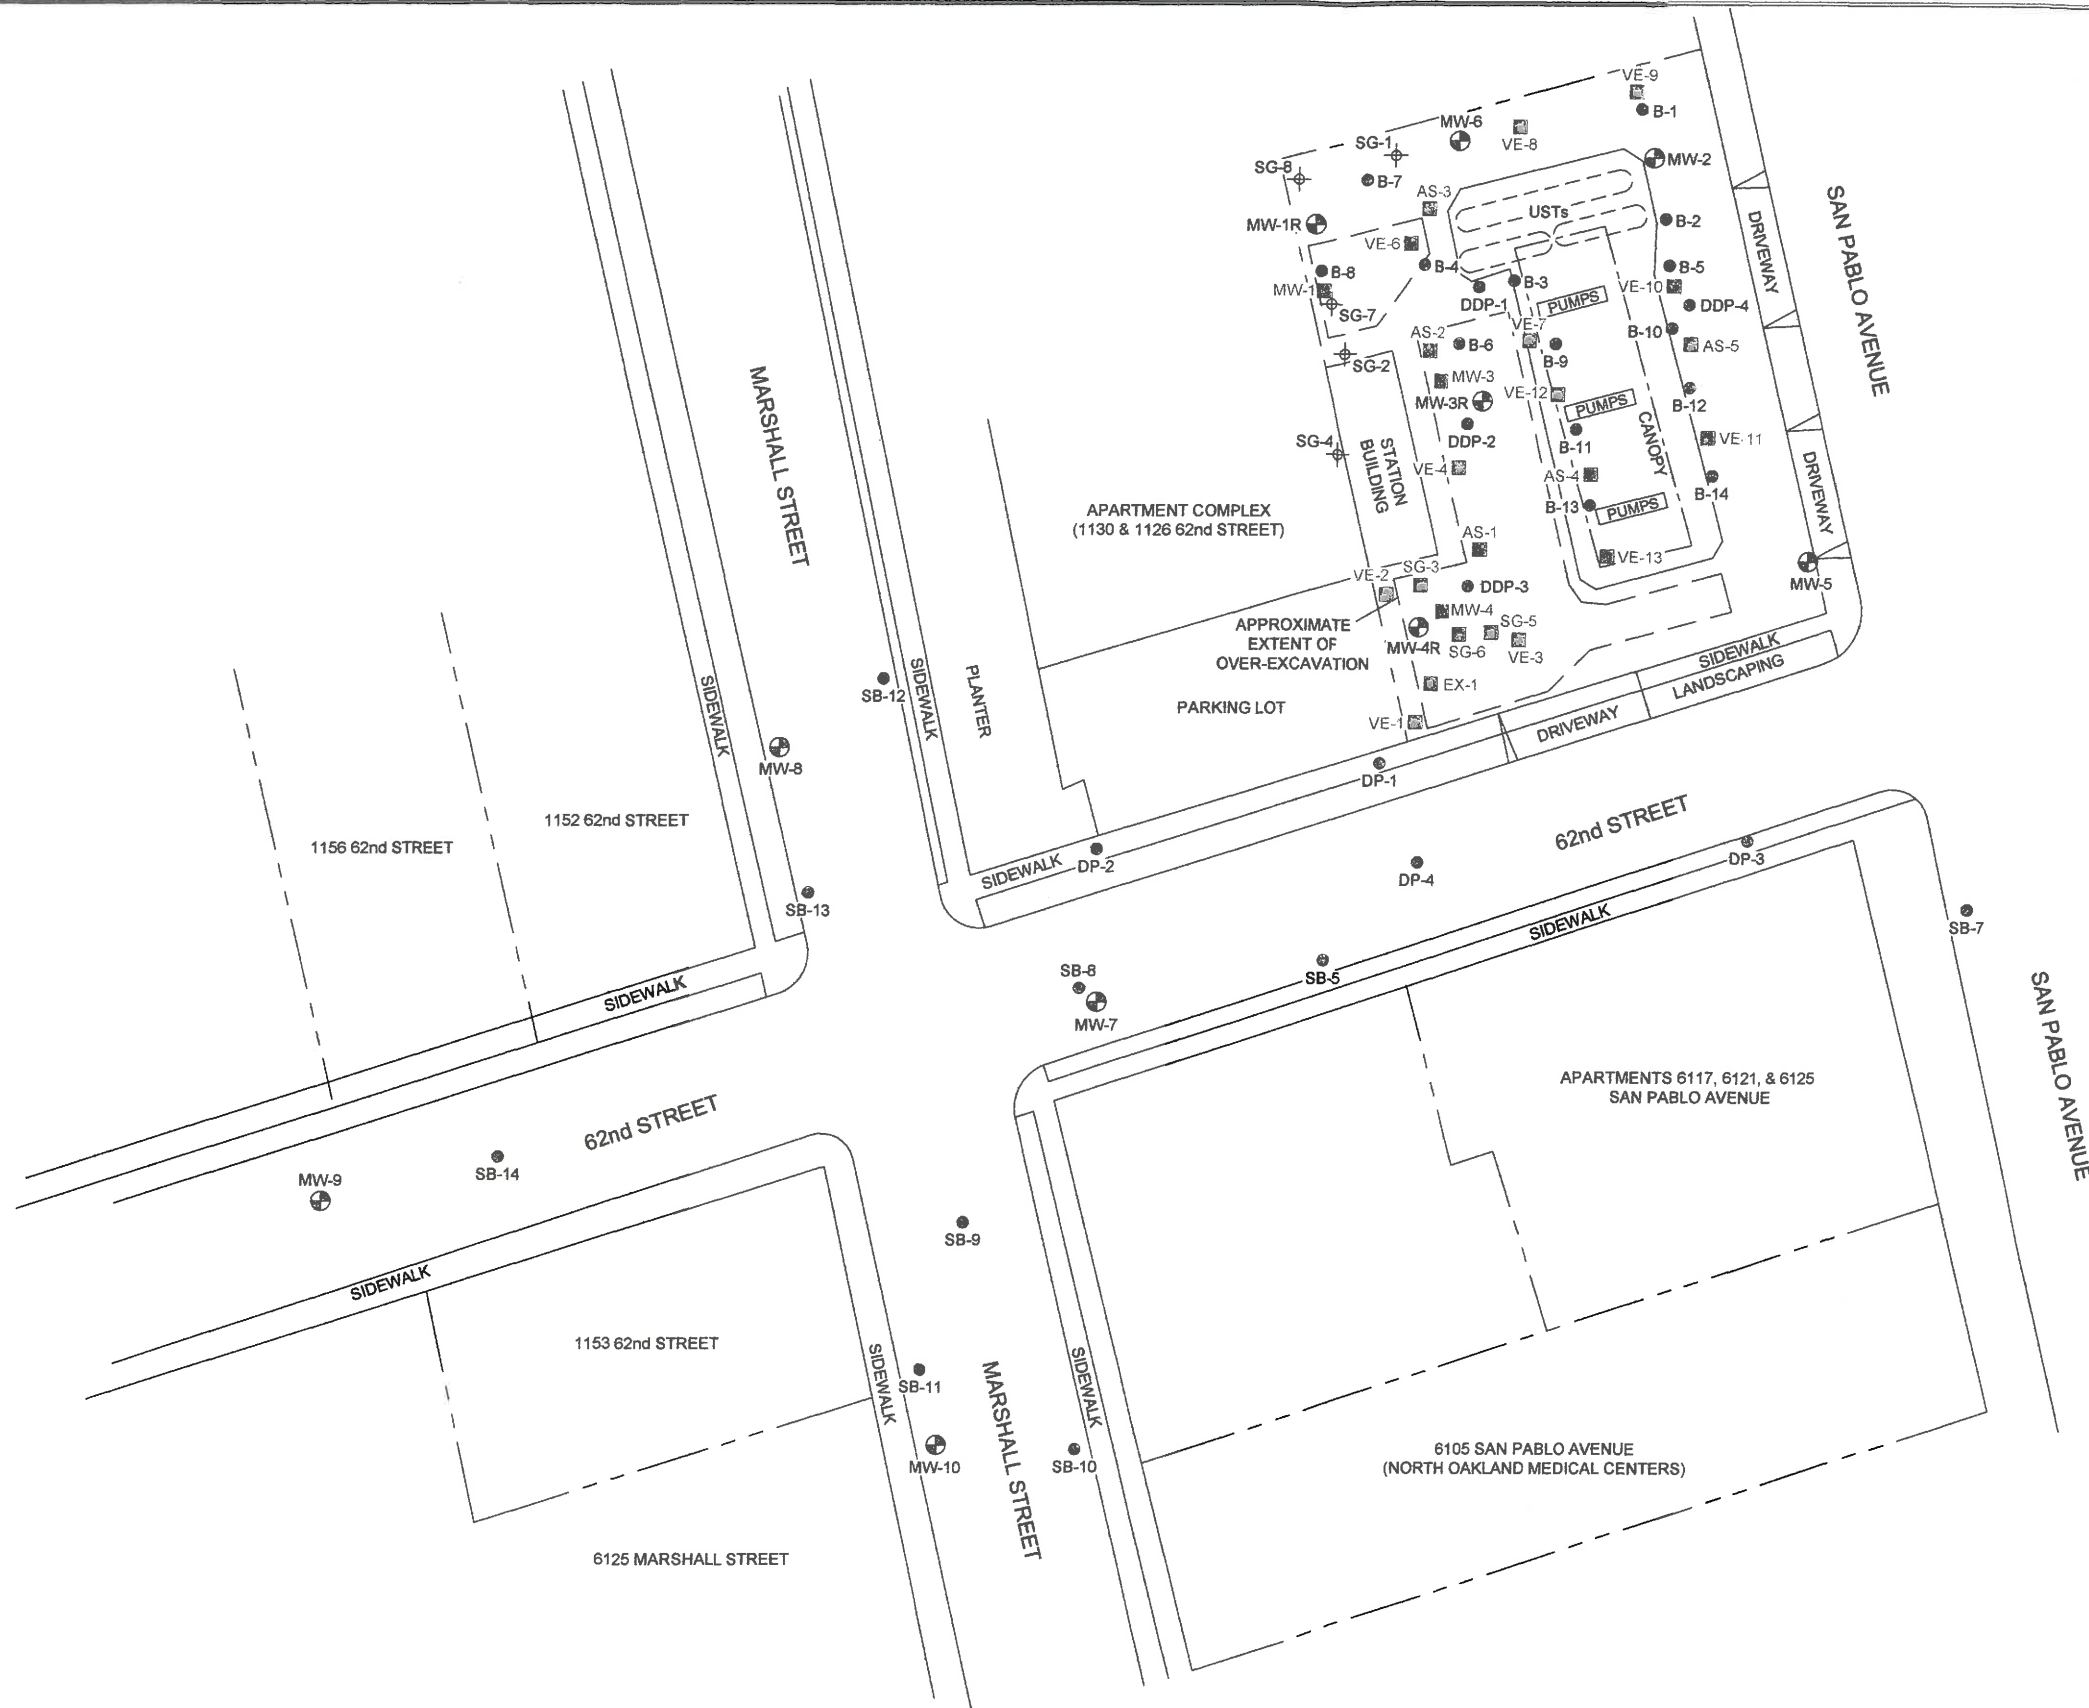 VE-9
B-1
MW-6
SG-1
VE-8
MW-2
SG-8
B-7
AS-3
USTs
B-2
MW-1R
VE-6
B-8
B-4
B-3
B-5
MW-1
VE-10
DDP-1
PUMPS
DDP-4
SG-7
VE-7
AS-2
B-10
B-6
B-9
AS-5
SG-2
MW-3
VE-12
MW-3R
PUMPS
B-12
DDP-2
B-11
CANOPY
VE-11
SG-4
STATION
BUILDING
VE-4
AS-4
B-14
B-13
PUMPS
AS-1
VE-13
VE-2
SG-3
DDP-3
MW-5
MW-4
SG-5
MW-4R
SG-6
VE-3
EX-1
VE-1
DRIVEWAY
DRIVEWAY
SAN PABLO AVENUE
APARTMENT COMPLEX
(1130 & 1126 62nd STREET)
APPROXIMATE
EXTENT OF
OVER-EXCAVATION
PARKING LOT
SIDEWALK
LANDSCAPING
DRIVEWAY
MARSHALL STREET
SIDEWALK
SB-12
SIDEWALK
PLANTER
MW-8
DP-1
1152 62nd STREET
1156 62nd STREET
62nd STREET
DP-3
SIDEWALK
DP-2
DP-4
SB-13
SIDEWALK
SB-7
SB-8
SB-5
SIDEWALK
MW-7
SAN PABLO AVENUE
APARTMENTS 6117, 6121, & 6125
SAN PABLO AVENUE
62nd STREET
SB-14
MW-9
SB-9
SIDEWALK
1153 62nd STREET
SIDEWALK
SB-11
MARSHALL STREET
SIDEWALK
MW-10
SB-10
6105 SAN PABLO AVENUE
(NORTH OAKLAND MEDICAL CENTERS)
6125 MARSHALL STREET